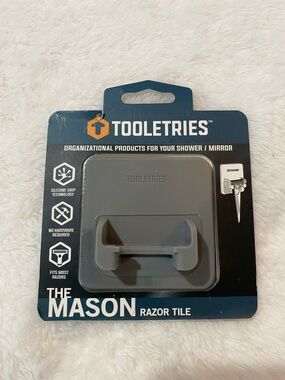 TOOLETRIES™
ORGANIZATIONAL PRODUCTS FOR YOUR SHOWER / MIRROR
TOOLETRIES
SILICONE GRIP
TECHNOLOGY
NO HARDWARE
REQUIRED
FITS MOST
RAZORS
THE
MASON RAZOR TILE